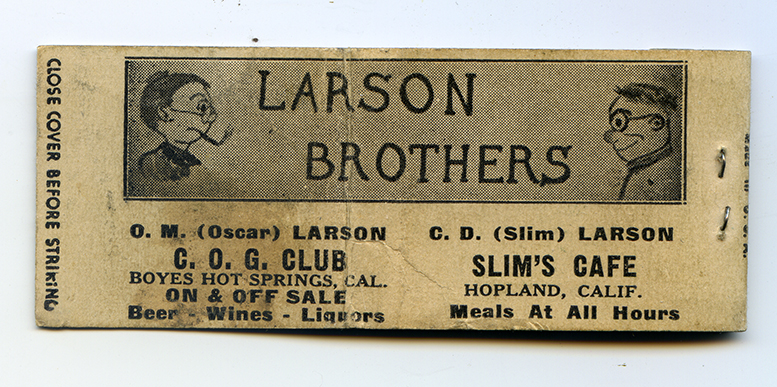 CLOSE COVER BEFORE STRIKING
LARSON
BROTHERS
O. M. (Oscar) LARSON
C. O. G. CLUB
BOYES HOT SPRINGS, CAL.
ON & OFF SALE
Beer - Wines - Liquors
C. D. (Slim) LARSON
SLIM'S CAFE
HOPLAND, CALIF.
Meals At All Hours